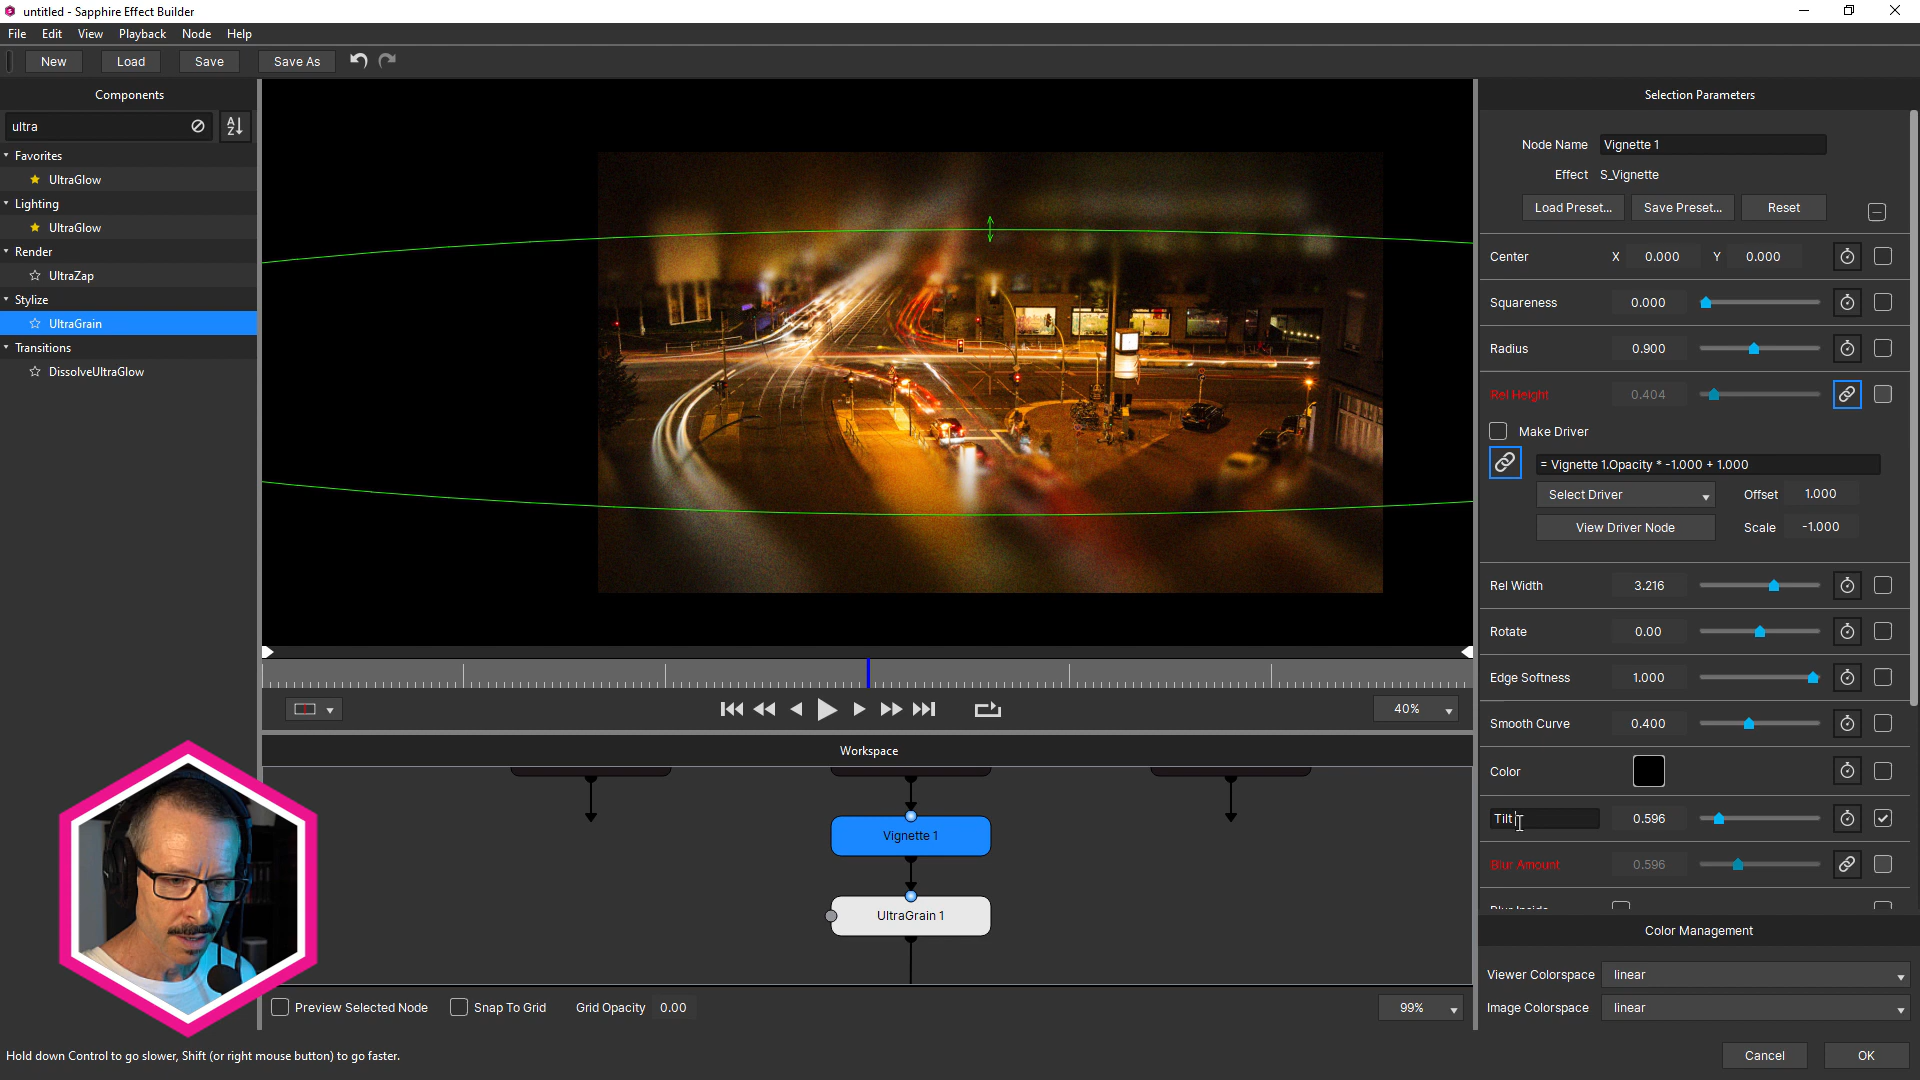 untitled - Sapphire Effect Builder
File Edit View Playback Node Help
New Load Save Save As
Components
ultra
A
Z
Favorites
UltraGlow
Lighting
UltraGlow
Render
UltraZap
Stylize
UltraGrain
Transitions
DissolveUltraGlow
40%
Workspace
Vignette 1
UltraGrain 1
Preview Selected Node Snap To Grid Grid Opacity 0.00 99%
Hold down Control to go slower, Shift (or right mouse button) to go faster.
Selection Parameters
Node Name Vignette 1
Effect S_Vignette
Load Preset... Save Preset... Reset
Center X 0.000 Y 0.000
Squareness 0.000
Radius 0.900
Rel Height 0.404
Make Driver
= Vignette 1.Opacity * -1.000 + 1.000
Select Driver Offset 1.000
View Driver Node Scale -1.000
Rel Width 3.216
Rotate 0.00
Edge Softness 1.000
Smooth Curve 0.400
Color
Tilt 0.596
Blur Amount 0.596
Blur Inside
Color Management
Viewer Colorspace linear
Image Colorspace linear
Cancel OK